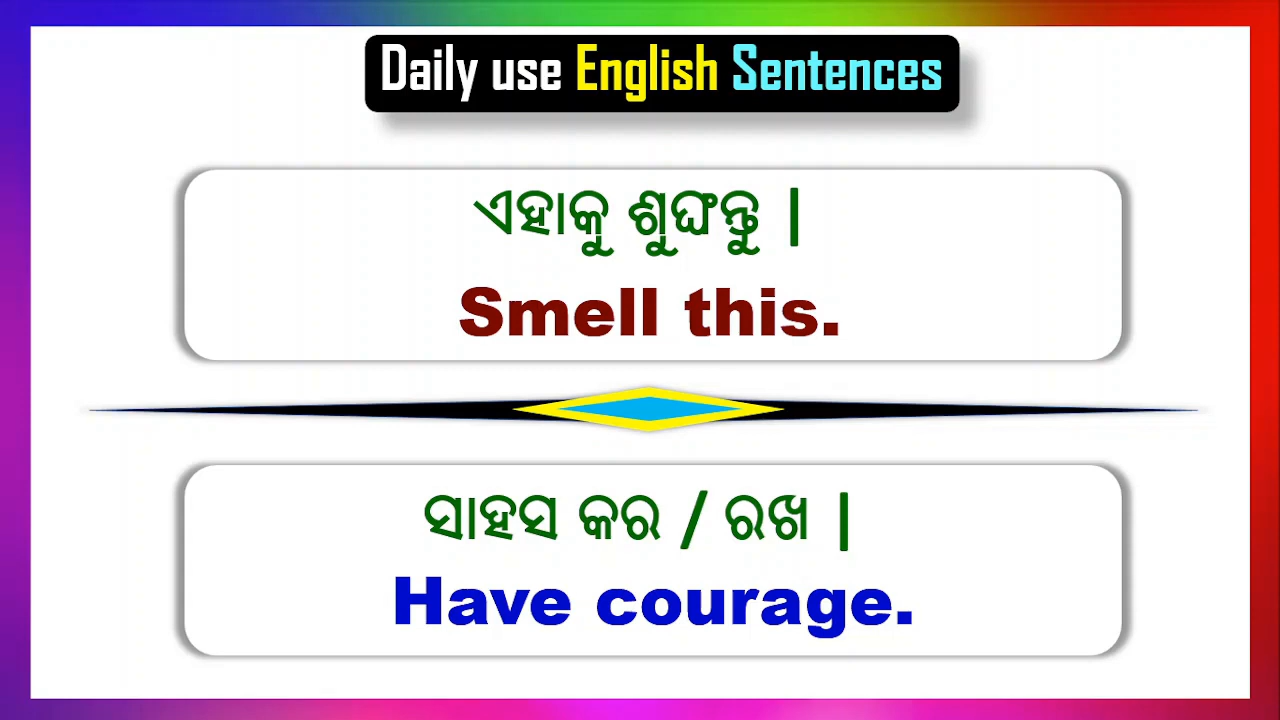 Daily use English Sentences
ଏହାକୁ ଶୁଙ୍ଘନ୍ତୁ |
Smell this.
ସାହସ କର / ରଖ |
Have courage.